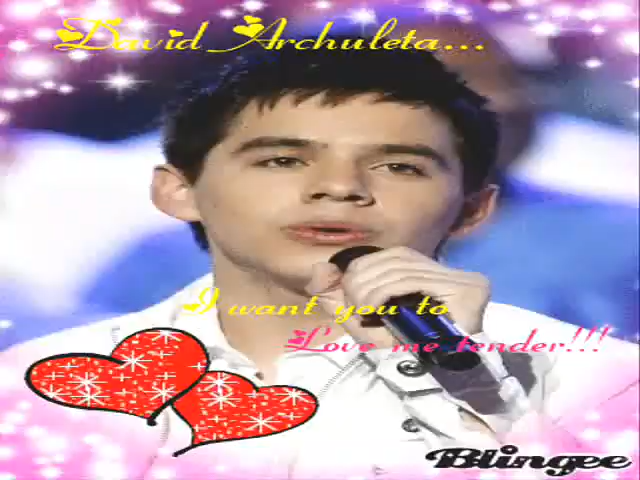 David Archuleta...
I want you to
Love me tender!!!
Blingee